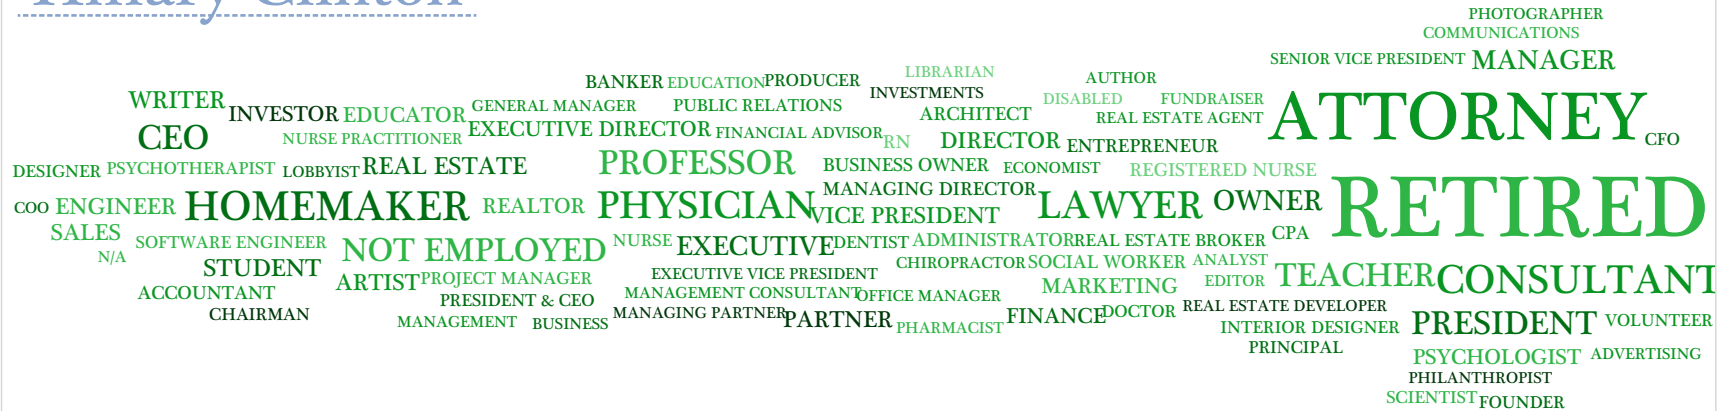 Hillary Clinton
PHOTOGRAPHER
COMMUNICATIONS
SENIOR VICE PRESIDENT MANAGER
LIBRARIAN
BANKER EDUCATION PRODUCER
AUTHOR
INVESTMENTS
WRITER
INVESTOR EDUCATOR
GENERAL MANAGER
PUBLIC RELATIONS
ARCHITECT
DISABLED
FUNDRAISER
REAL ESTATE AGENT
ATTORNEY
CFO
CEO
NURSE PRACTITIONER
EXECUTIVE DIRECTOR
FINANCIAL ADVISOR
RN
DIRECTOR
ENTREPRENEUR
DESIGNER
PSYCHOTHERAPIST
LOBBYIST
REAL ESTATE
PROFESSOR
BUSINESS OWNER
ECONOMIST
REGISTERED NURSE
MANAGING DIRECTOR
COO
ENGINEER
HOMEMAKER
REALTOR
PHYSICIAN
VICE PRESIDENT
LAWYER
OWNER
RETIRED
SALES
SOFTWARE ENGINEER
NOT EMPLOYED
NURSE
EXECUTIVE
DENTIST
ADMINISTRATOR
REAL ESTATE BROKER
CPA
N/A
STUDENT
ARTIST
PROJECT MANAGER
EXECUTIVE VICE PRESIDENT
CHIROPRACTOR
SOCIAL WORKER
ANALYST
EDITOR
TEACHER
CONSULTANT
ACCOUNTANT
PRESIDENT & CEO
MANAGEMENT CONSULTANT
OFFICE MANAGER
MARKETING
REAL ESTATE DEVELOPER
CHAIRMAN
MANAGEMENT
BUSINESS
MANAGING PARTNER
PARTNER
PHARMACIST
FINANCE
DOCTOR
INTERIOR DESIGNER
PRESIDENT
VOLUNTEER
PRINCIPAL
PSYCHOLOGIST
ADVERTISING
PHILANTHROPIST
SCIENTIST
FOUNDER